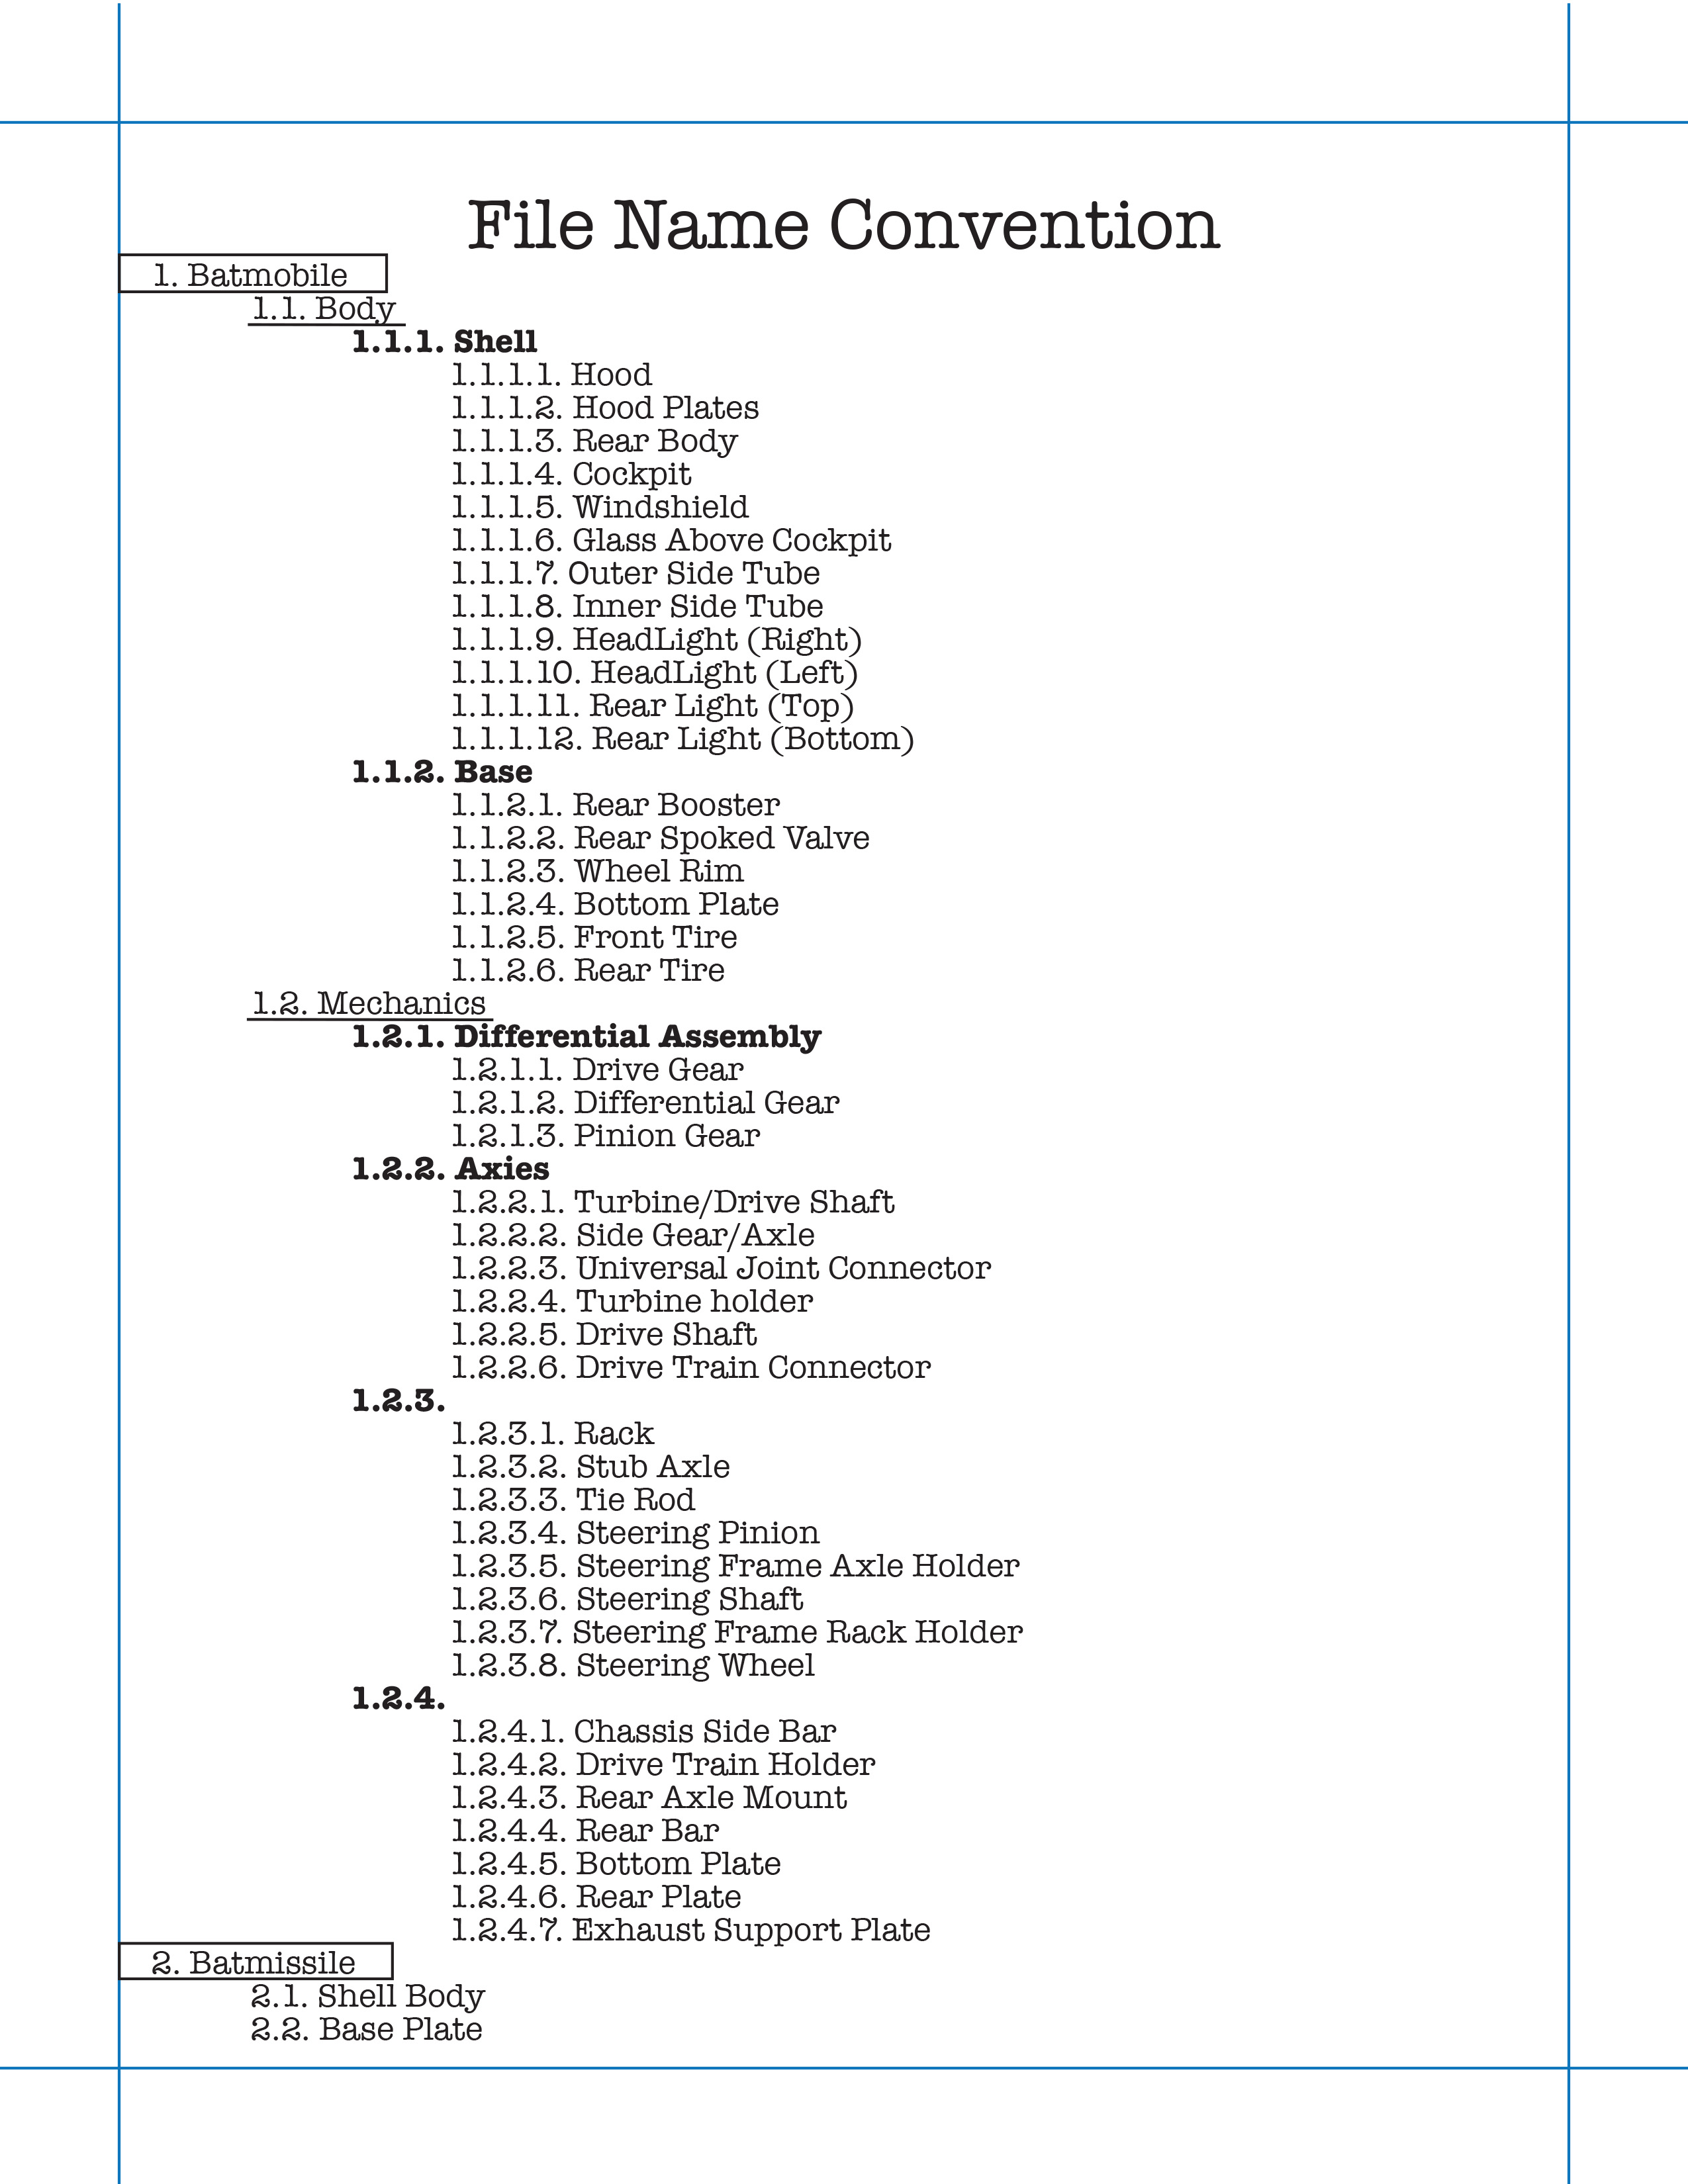 File Name Convention
1. Batmobile
1.1. Body
1.1.1. Shell
1.1.1.1. Hood
1.1.1.2. Hood Plates
1.1.1.3. Rear Body
1.1.1.4. Cockpit
1.1.1.5. Windshield
1.1.1.6. Glass Above Cockpit
1.1.1.7. Outer Side Tube
1.1.1.8. Inner Side Tube
1.1.1.9. HeadLight (Right)
1.1.1.10. HeadLight (Left)
1.1.1.11. Rear Light (Top)
1.1.1.12. Rear Light (Bottom)
1.1.2. Base
1.1.2.1. Rear Booster
1.1.2.2. Rear Spoked Valve
1.1.2.3. Wheel Rim
1.1.2.4. Bottom Plate
1.1.2.5. Front Tire
1.1.2.6. Rear Tire
1.2. Mechanics
1.2.1. Differential Assembly
1.2.1.1. Drive Gear
1.2.1.2. Differential Gear
1.2.1.3. Pinion Gear
1.2.2. Axies
1.2.2.1. Turbine/Drive Shaft
1.2.2.2. Side Gear/Axle
1.2.2.3. Universal Joint Connector
1.2.2.4. Turbine holder
1.2.2.5. Drive Shaft
1.2.2.6. Drive Train Connector
1.2.3.
1.2.3.1. Rack
1.2.3.2. Stub Axle
1.2.3.3. Tie Rod
1.2.3.4. Steering Pinion
1.2.3.5. Steering Frame Axle Holder
1.2.3.6. Steering Shaft
1.2.3.7. Steering Frame Rack Holder
1.2.3.8. Steering Wheel
1.2.4.
1.2.4.1. Chassis Side Bar
1.2.4.2. Drive Train Holder
1.2.4.3. Rear Axle Mount
1.2.4.4. Rear Bar
1.2.4.5. Bottom Plate
1.2.4.6. Rear Plate
1.2.4.7. Exhaust Support Plate
2. Batmissile
2.1. Shell Body
2.2. Base Plate